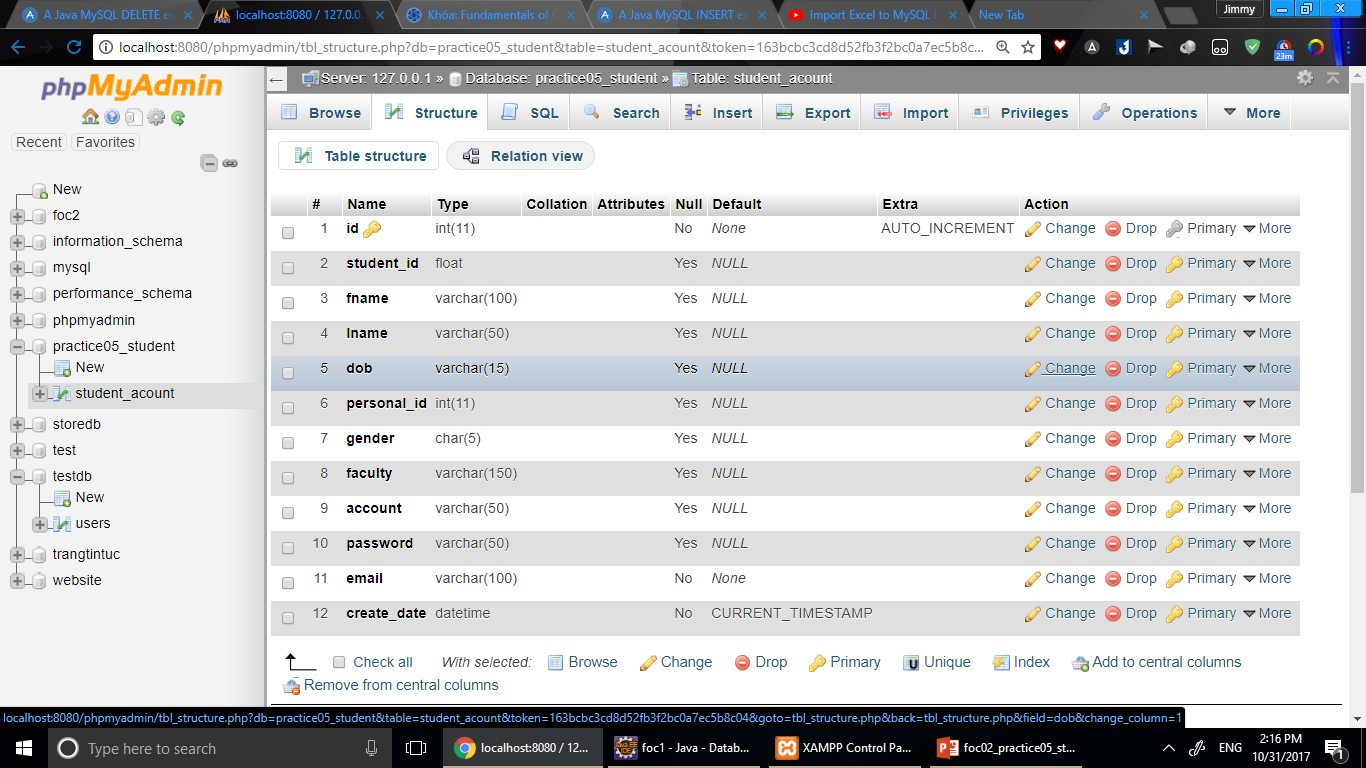 A Java MySQL DELETE ex
localhost:8080 / 127.0.0.
Khóa: Fundamentals of
A Java MySQL INSERT ex
Import Excel to MySQL D
New Tab
Jimmy
localhost:8080/phpmyadmin/tbl_structure.php?db=practice05_student&table=student_acount&token=163bcbc3cd8d52fb3f2bc0a7ec5b8c...
23m
phpMyAdmin
Recent Favorites
New
foc2
information_schema
mysql
performance_schema
phpmyadmin
practice05_student
New
student_acount
storedb
test
testdb
New
users
trangtintuc
website
Server: 127.0.0.1 » Database: practice05_student » Table: student_acount
Browse Structure SQL Search Insert Export Import Privileges Operations More
Table structure Relation view
# Name Type Collation Attributes Null Default Extra Action
1 id int(11) No None AUTO_INCREMENT Change Drop Primary More
2 student_id float Yes NULL Change Drop Primary More
3 fname varchar(100) Yes NULL Change Drop Primary More
4 lname varchar(50) Yes NULL Change Drop Primary More
5 dob varchar(15) Yes NULL Change Drop Primary More
6 personal_id int(11) Yes NULL Change Drop Primary More
7 gender char(5) Yes NULL Change Drop Primary More
8 faculty varchar(150) Yes NULL Change Drop Primary More
9 account varchar(50) Yes NULL Change Drop Primary More
10 password varchar(50) Yes NULL Change Drop Primary More
11 email varchar(100) No None Change Drop Primary More
12 create_date datetime No CURRENT_TIMESTAMP Change Drop Primary More
Check all With selected: Browse Change Drop Primary Unique Index Add to central columns
Remove from central columns
localhost:8080/phpmyadmin/tbl_structure.php?db=practice05_student&table=student_acount&token=163bcbc3cd8d52fb3f2bc0a7ec5b8c04&goto=tbl_structure.php&back=tbl_structure.php&field=dob&change_column=1
Type here to search
localhost:8080 / 12...
foc1 - Java - Datab...
XAMPP Control Pa...
foc02_practice05_st...
ENG
2:16 PM
10/31/2017
1